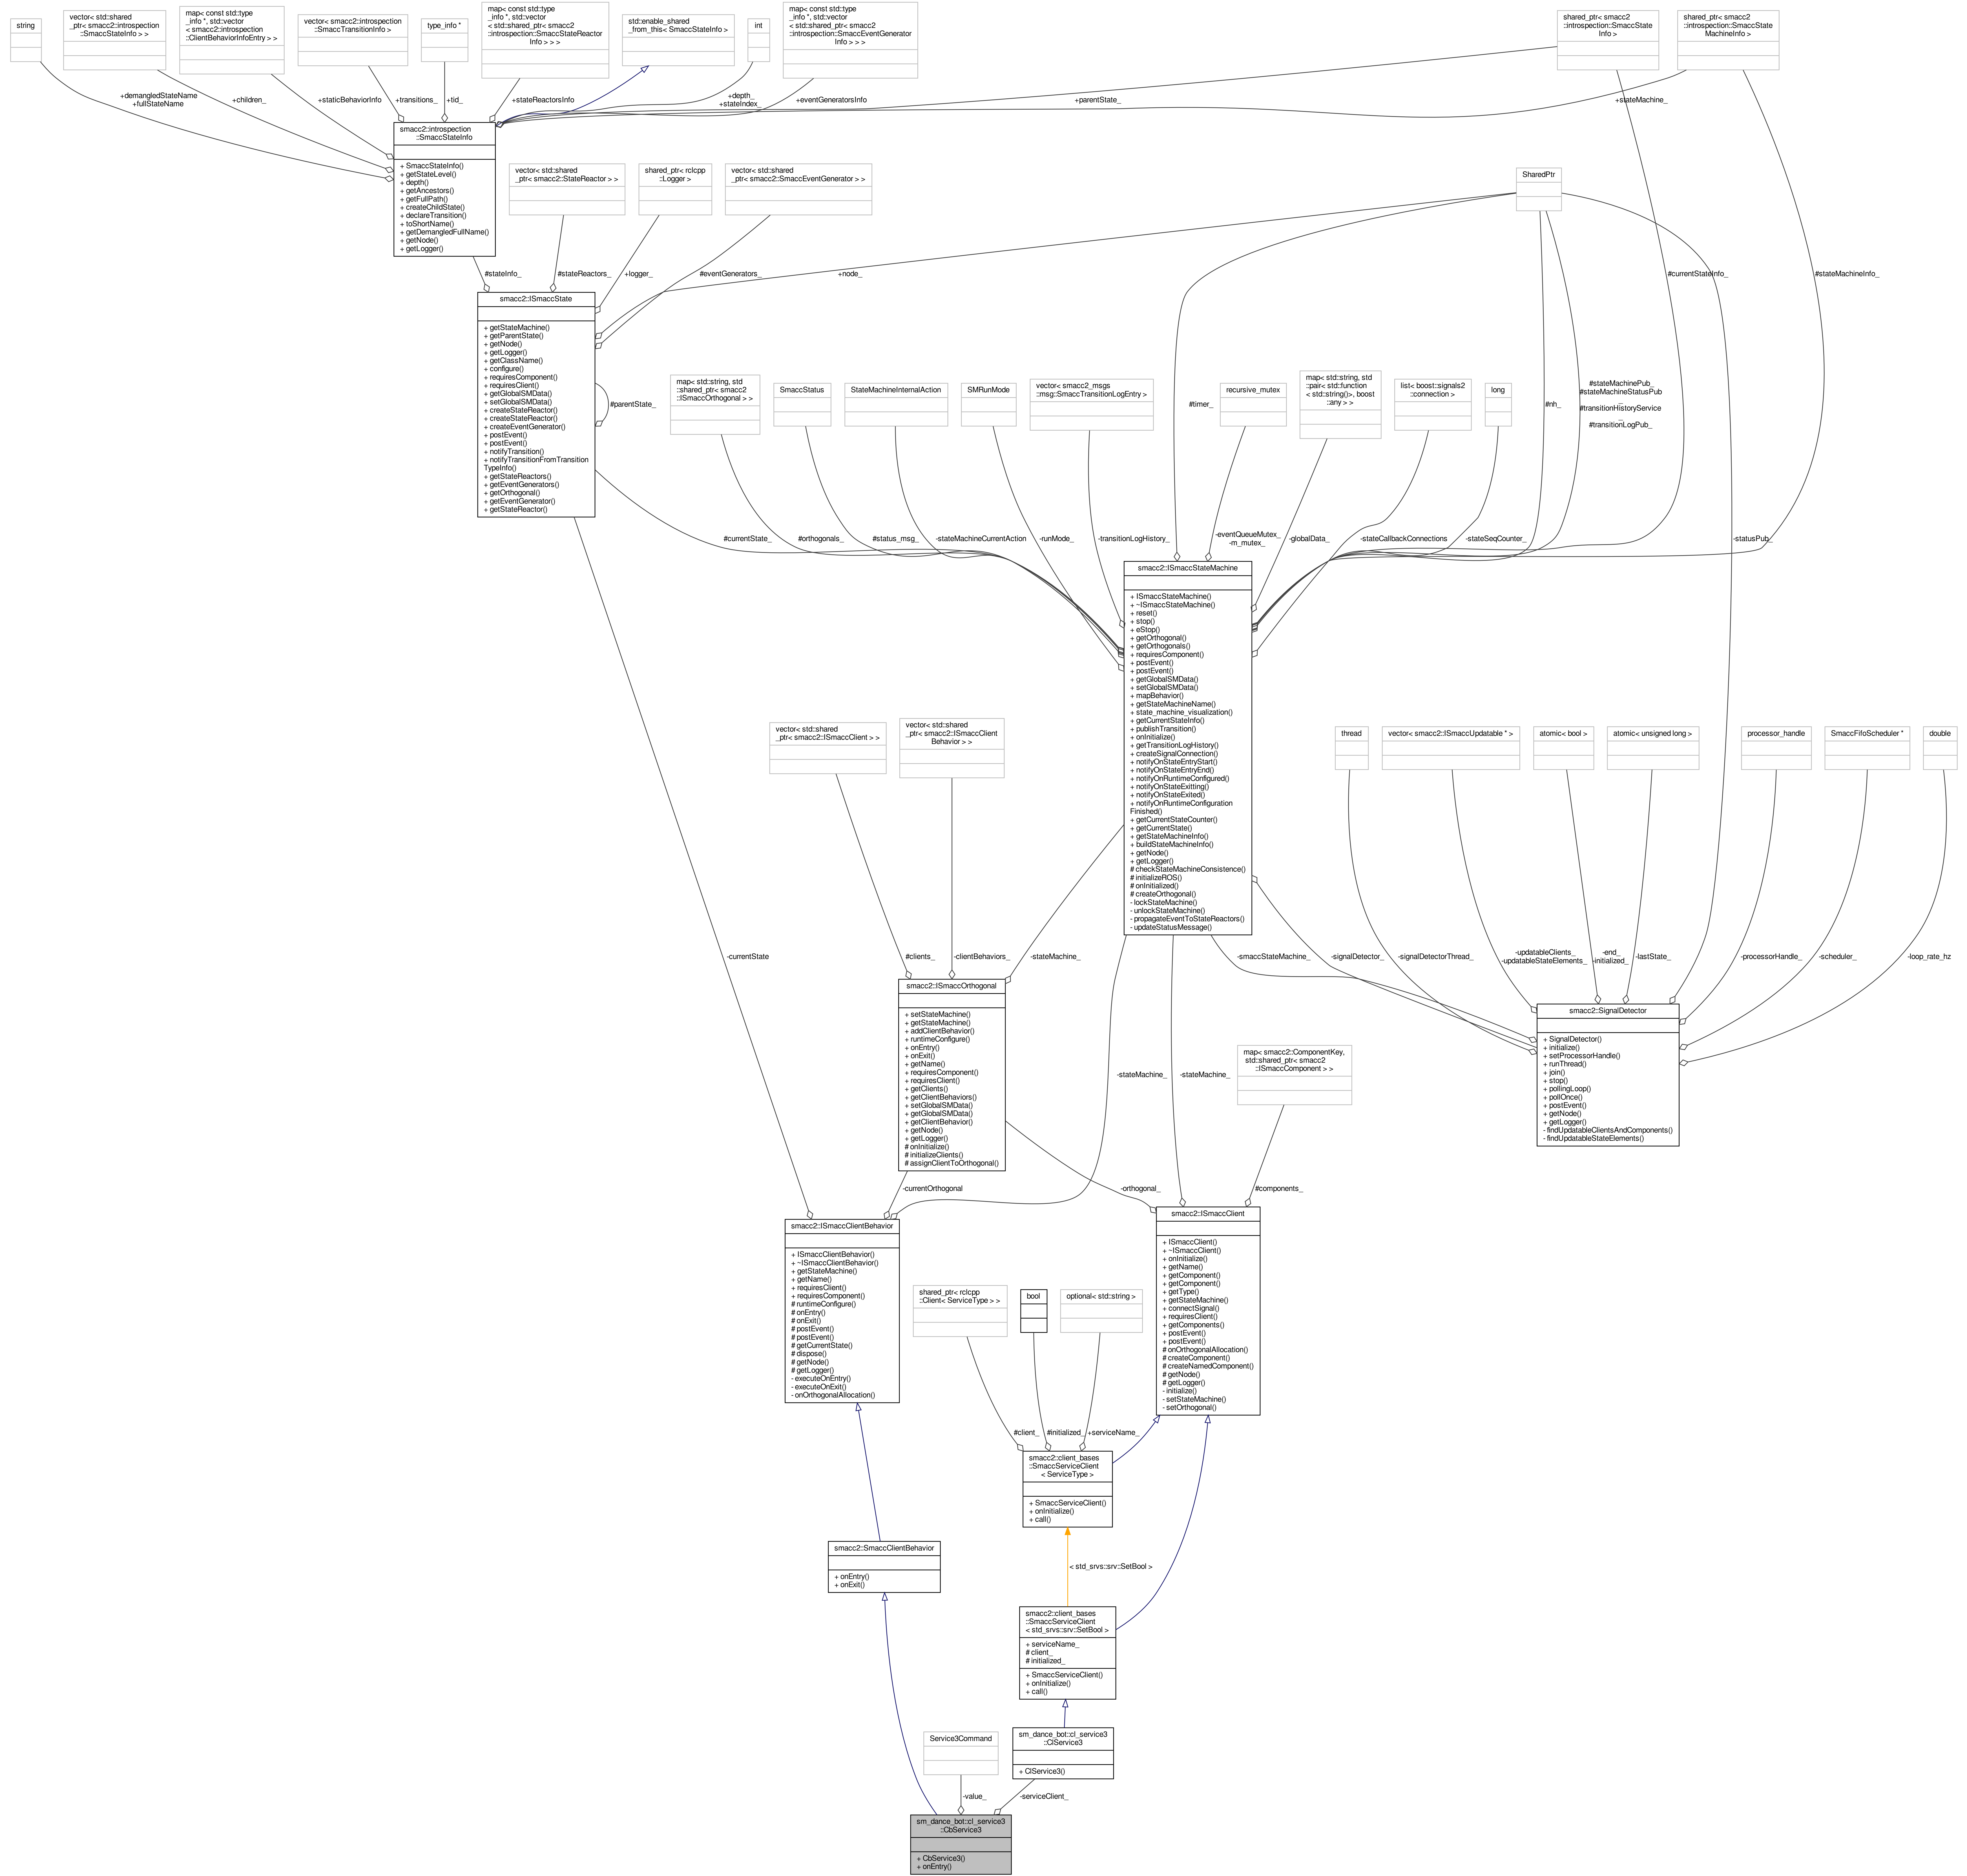 string
vector< std::shared
_ptr< smacc2::introspection
::SmaccStateInfo > >
map< const std::type
_info *, std::vector
< smacc2::introspection
::ClientBehaviorInfoEntry > >
vector< smacc2::introspection
::SmaccTransitionInfo >
type_info *
map< const std::type
_info *, std::vector
< std::shared_ptr< smacc2
::introspection::SmaccStateReactor
Info > > >
std::enable_shared
_from_this< SmaccStateInfo >
int
map< const std::type
_info *, std::vector
< std::shared_ptr< smacc2
::introspection::SmaccEventGenerator
Info > > >
shared_ptr< smacc2
::introspection::SmaccState
Info >
shared_ptr< smacc2
::introspection::SmaccState
MachineInfo >
+demangledStateName
+fullStateName
+children_
+staticBehaviorInfo
+transitions_
+tid_
+stateReactorsInfo
+depth_
+stateIndex_
+eventGeneratorsInfo
+parentState_
+stateMachine_
smacc2::introspection
::SmaccStateInfo
+ SmaccStateInfo()
+ getStateLevel()
+ depth()
+ getAncestors()
+ getFullPath()
+ createChildState()
+ declareTransition()
+ toShortName()
+ getDemangledFullName()
+ getNode()
+ getLogger()
vector< std::shared
_ptr< smacc2::StateReactor > >
shared_ptr< rclcpp
::Logger >
vector< std::shared
_ptr< smacc2::SmaccEventGenerator > >
SharedPtr
#stateInfo_
#stateReactors_
+logger_
#eventGenerators_
+node_
#currentStateInfo_
#stateMachineInfo_
smacc2::ISmaccState
+ getStateMachine()
+ getParentState()
+ getNode()
+ getLogger()
+ getClassName()
+ configure()
+ requiresComponent()
+ requiresClient()
+ getGlobalSMData()
+ setGlobalSMData()
+ createStateReactor()
+ createStateReactor()
+ createEventGenerator()
+ postEvent()
+ postEvent()
+ notifyTransition()
+ notifyTransitionFromTransition
TypeInfo()
+ getStateReactors()
+ getEventGenerators()
+ getOrthogonal()
+ getEventGenerator()
+ getStateReactor()
#parentState_
map< std::string, std
::shared_ptr< smacc2
::ISmaccOrthogonal > >
SmaccStatus
StateMachineInternalAction
SMRunMode
vector< smacc2_msgs
::msg::SmaccTransitionLogEntry >
#timer_
recursive_mutex
map< std::string, std
::pair< std::function
< std::string()>, boost
::any > >
list< boost::signals2
::connection >
long
#nh_
#stateMachinePub_
#stateMachineStatusPub
_
#transitionHistoryService
_
#transitionLogPub_
#currentState_
#orthogonals_
#status_msg_
-stateMachineCurrentAction
-runMode_
-transitionLogHistory_
-eventQueueMutex_
-m_mutex_
-globalData_
-stateCallbackConnections
-stateSeqCounter_
-statusPub_
smacc2::ISmaccStateMachine
+ ISmaccStateMachine()
+ ~ISmaccStateMachine()
+ reset()
+ stop()
+ eStop()
+ getOrthogonal()
+ getOrthogonals()
+ requiresComponent()
+ postEvent()
+ postEvent()
+ getGlobalSMData()
+ setGlobalSMData()
+ mapBehavior()
+ getStateMachineName()
+ state_machine_visualization()
+ getCurrentStateInfo()
+ publishTransition()
+ onInitialize()
+ getTransitionLogHistory()
+ createSignalConnection()
+ notifyOnStateEntryStart()
+ notifyOnStateEntryEnd()
+ notifyOnRuntimeConfigured()
+ notifyOnStateExitting()
+ notifyOnStateExited()
+ notifyOnRuntimeConfiguration
Finished()
+ getCurrentStateCounter()
+ getCurrentState()
+ getStateMachineInfo()
+ buildStateMachineInfo()
+ getNode()
+ getLogger()
# checkStateMachineConsistence()
# initializeROS()
# onInitialized()
# createOrthogonal()
- lockStateMachine()
- unlockStateMachine()
- propagateEventToStateReactors()
- updateStatusMessage()
vector< std::shared
_ptr< smacc2::ISmaccClient > >
vector< std::shared
_ptr< smacc2::ISmaccClient
Behavior > >
thread
vector< smacc2::ISmaccUpdatable * >
atomic< bool >
atomic< unsigned long >
processor_handle
SmaccFifoScheduler *
double
-currentState
#clients_
-clientBehaviors_
-stateMachine_
-smaccStateMachine_
-signalDetector_
-signalDetectorThread_
-updatableClients_
-updatableStateElements_
-end_
-initialized_
-lastState_
-processorHandle_
-scheduler_
-loop_rate_hz
smacc2::ISmaccOrthogonal
+ setStateMachine()
+ getStateMachine()
+ addClientBehavior()
+ runtimeConfigure()
+ onEntry()
+ onExit()
+ getName()
+ requiresComponent()
+ requiresClient()
+ getClients()
+ getClientBehaviors()
+ setGlobalSMData()
+ getGlobalSMData()
+ getClientBehavior()
+ getNode()
+ getLogger()
# onInitialize()
# initializeClients()
# assignClientToOrthogonal()
smacc2::SignalDetector
+ SignalDetector()
+ initialize()
+ setProcessorHandle()
+ runThread()
+ join()
+ stop()
+ pollingLoop()
+ pollOnce()
+ postEvent()
+ getNode()
+ getLogger()
- findUpdatableClientsAndComponents()
- findUpdatableStateElements()
-stateMachine_
-stateMachine_
map< smacc2::ComponentKey,
std::shared_ptr< smacc2
::ISmaccComponent > >
-currentOrthogonal
-orthogonal_
#components_
smacc2::ISmaccClientBehavior
+ ISmaccClientBehavior()
+ ~ISmaccClientBehavior()
+ getStateMachine()
+ getName()
+ requiresClient()
+ requiresComponent()
# runtimeConfigure()
# onEntry()
# onExit()
# postEvent()
# postEvent()
# getCurrentState()
# dispose()
# getNode()
# getLogger()
- executeOnEntry()
- executeOnExit()
- onOrthogonalAllocation()
smacc2::ISmaccClient
+ ISmaccClient()
+ ~ISmaccClient()
+ onInitialize()
+ getName()
+ getComponent()
+ getComponent()
+ getType()
+ getStateMachine()
+ connectSignal()
+ requiresClient()
+ getComponents()
+ postEvent()
+ postEvent()
# onOrthogonalAllocation()
# createComponent()
# createNamedComponent()
# getNode()
# getLogger()
- initialize()
- setStateMachine()
- setOrthogonal()
shared_ptr< rclcpp
::Client< ServiceType > >
bool
optional< std::string >
#client_
#initialized_
+serviceName_
smacc2::client_bases
::SmaccServiceClient
< ServiceType >
+ SmaccServiceClient()
+ onInitialize()
+ call()
smacc2::SmaccClientBehavior
+ onEntry()
+ onExit()
< std_srvs::srv::SetBool >
smacc2::client_bases
::SmaccServiceClient
< std_srvs::srv::SetBool >
+ serviceName_
# client_
# initialized_
+ SmaccServiceClient()
+ onInitialize()
+ call()
Service3Command
sm_dance_bot::cl_service3
::ClService3
+ ClService3()
-value_
-serviceClient_
sm_dance_bot::cl_service3
::CbService3
+ CbService3()
+ onEntry()